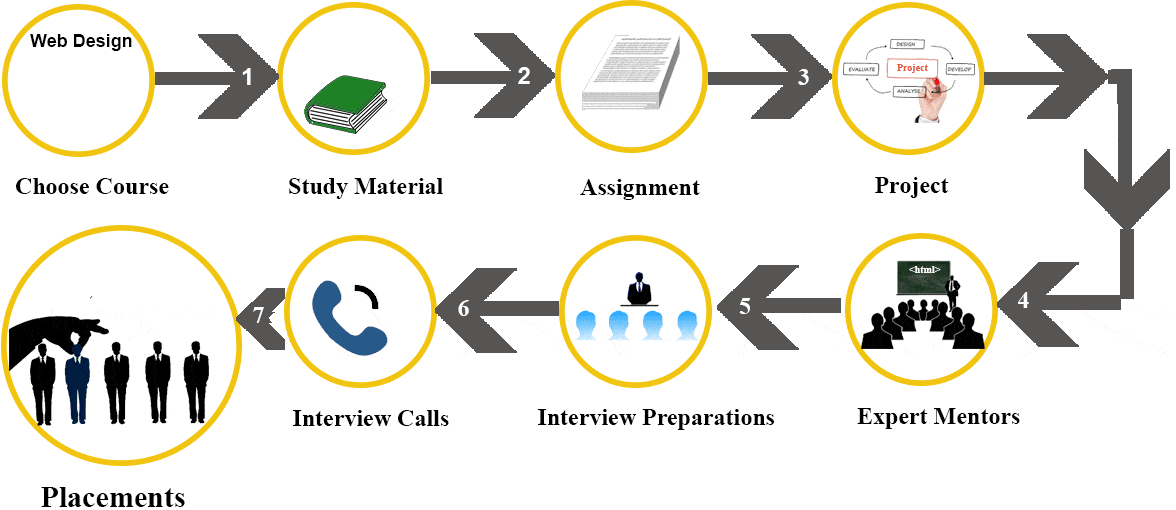 Web Design
1
2
3
DESIGN
EVALUATE
Project
DEVELOP
ANALYSE
Choose Course
Study Material
Assignment
Project
<html>
4
5
6
7
Expert Mentors
Interview Preparations
Interview Calls
Placements